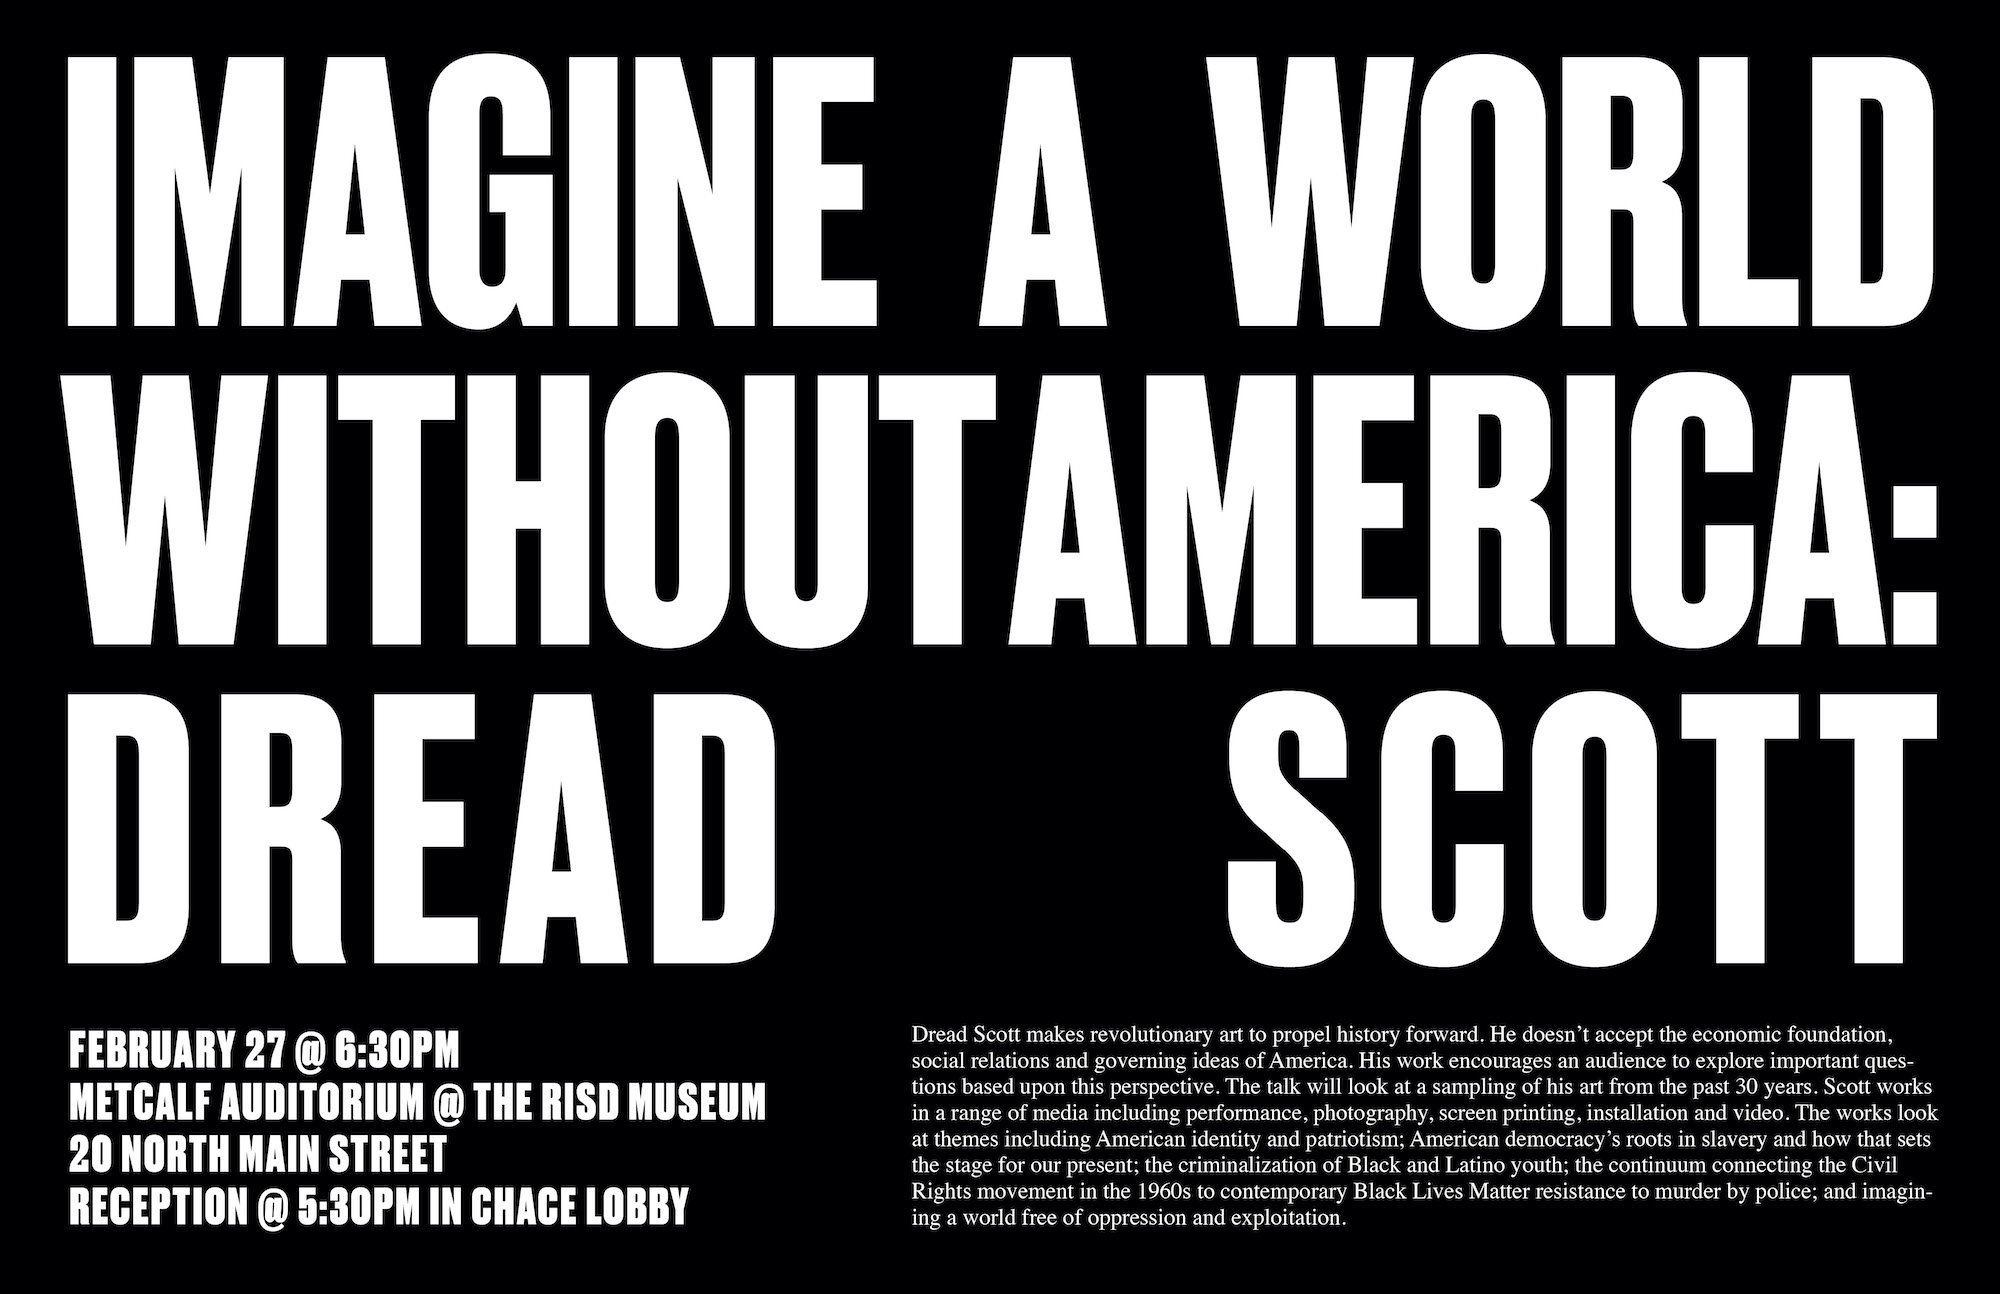 IMAGINE A WORLD
WITHOUT AMERICA:
DREAD SCOTT
FEBRUARY 27 @ 6:30PM
METCALF AUDITORIUM @ THE RISD MUSEUM
20 NORTH MAIN STREET
RECEPTION @ 5:30PM IN CHACE LOBBY
Dread Scott makes revolutionary art to propel history forward. He doesn’t accept the economic foundation,
social relations and governing ideas of America. His work encourages an audience to explore important ques-
tions based upon this perspective. The talk will look at a sampling of his art from the past 30 years. Scott works
in a range of media including performance, photography, screen printing, installation and video. The works look
at themes including American identity and patriotism; American democracy’s roots in slavery and how that sets
the stage for our present; the criminalization of Black and Latino youth; the continuum connecting the Civil
Rights movement in the 1960s to contemporary Black Lives Matter resistance to murder by police; and imagin-
ing a world free of oppression and exploitation.